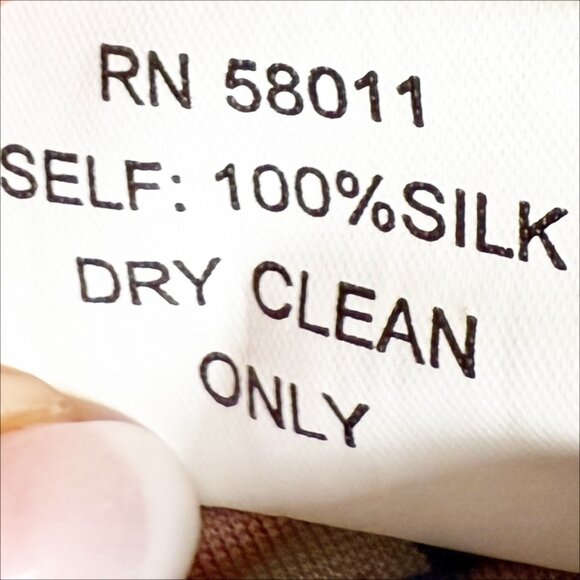 RN 58011
SELF: 100%SILK
DRY CLEAN
ONLY